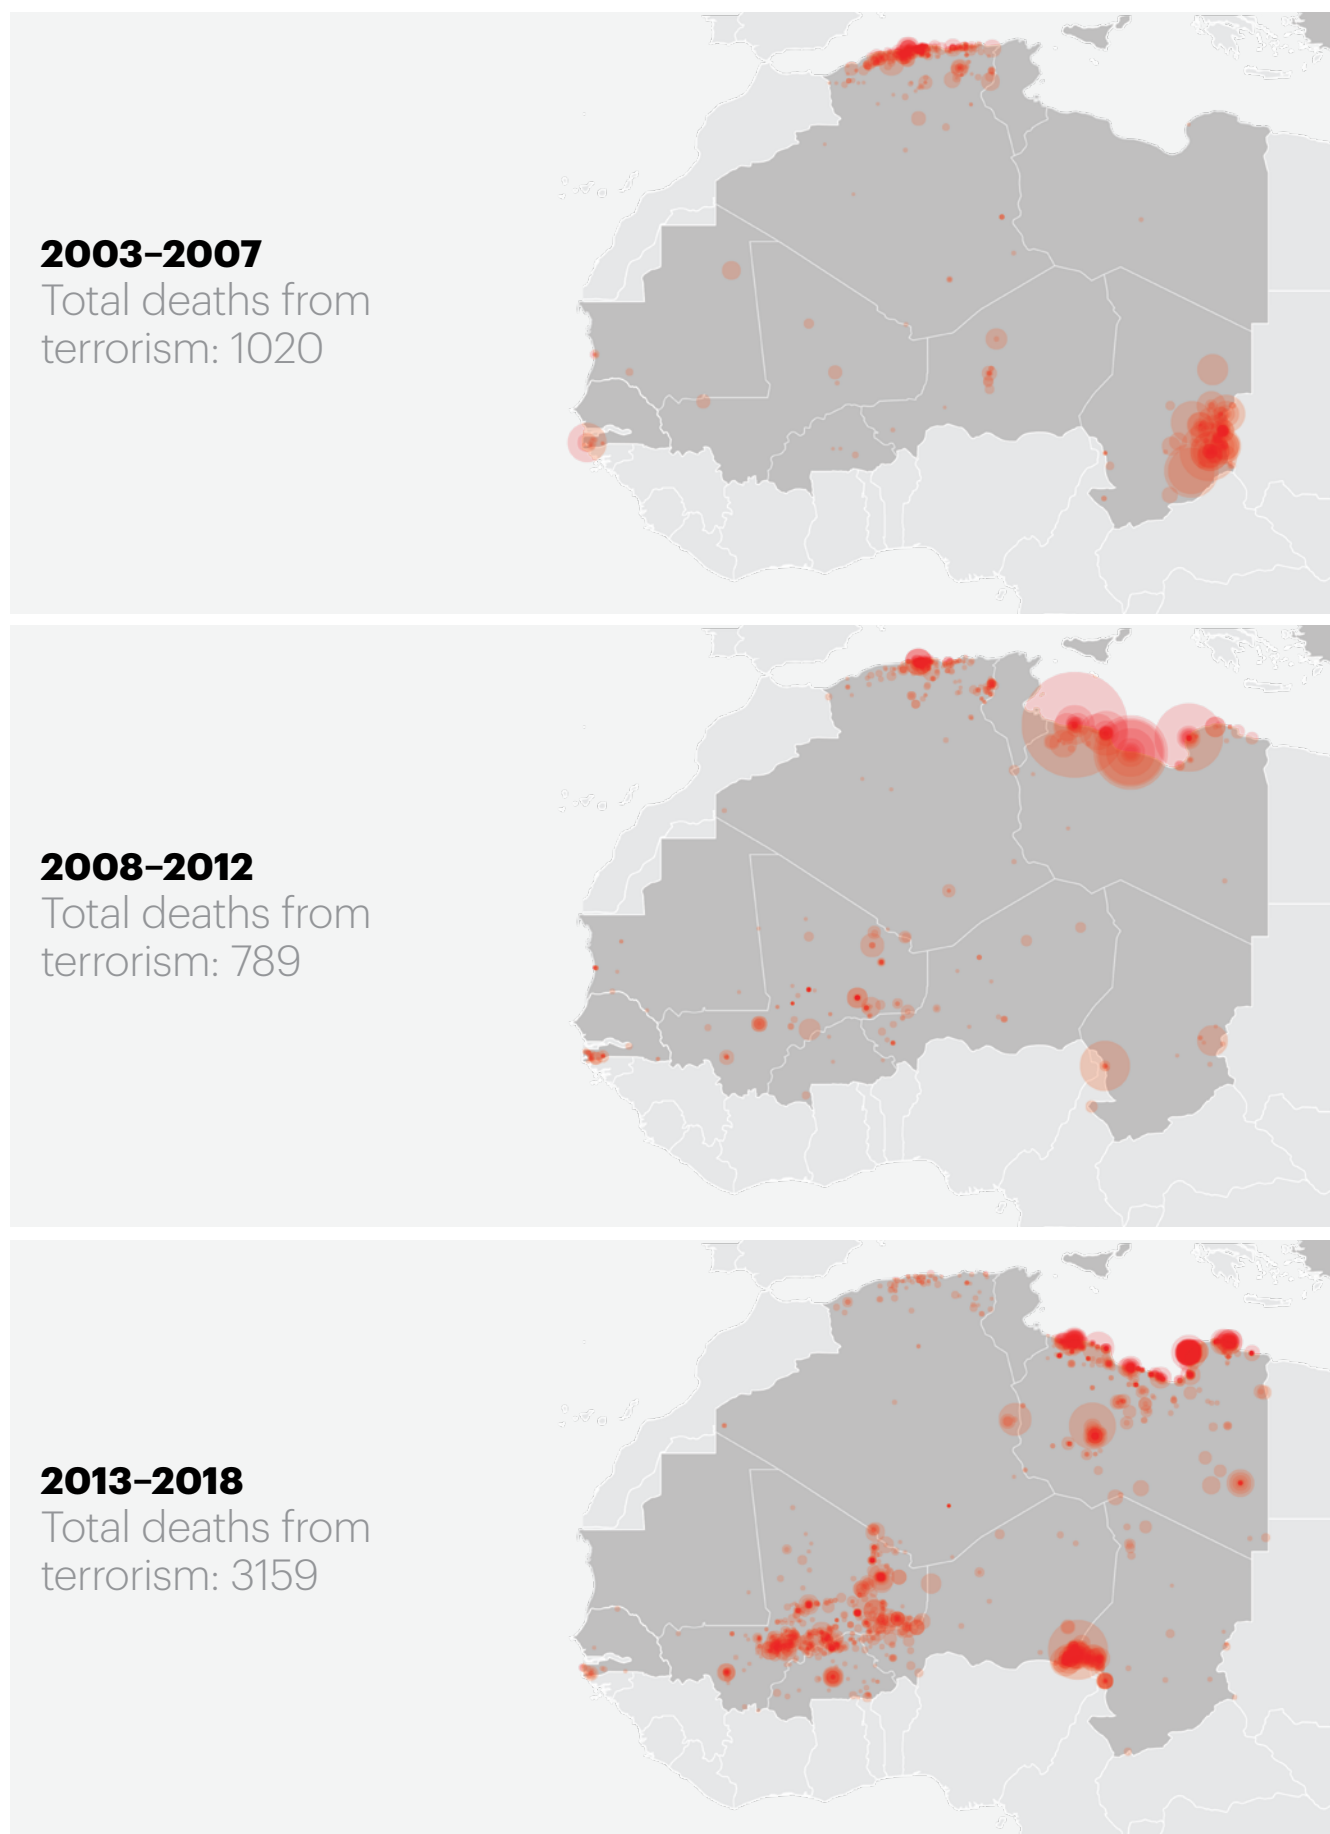 2003–2007
Total deaths from
terrorism: 1020
2008–2012
Total deaths from
terrorism: 789
2013–2018
Total deaths from
terrorism: 3159